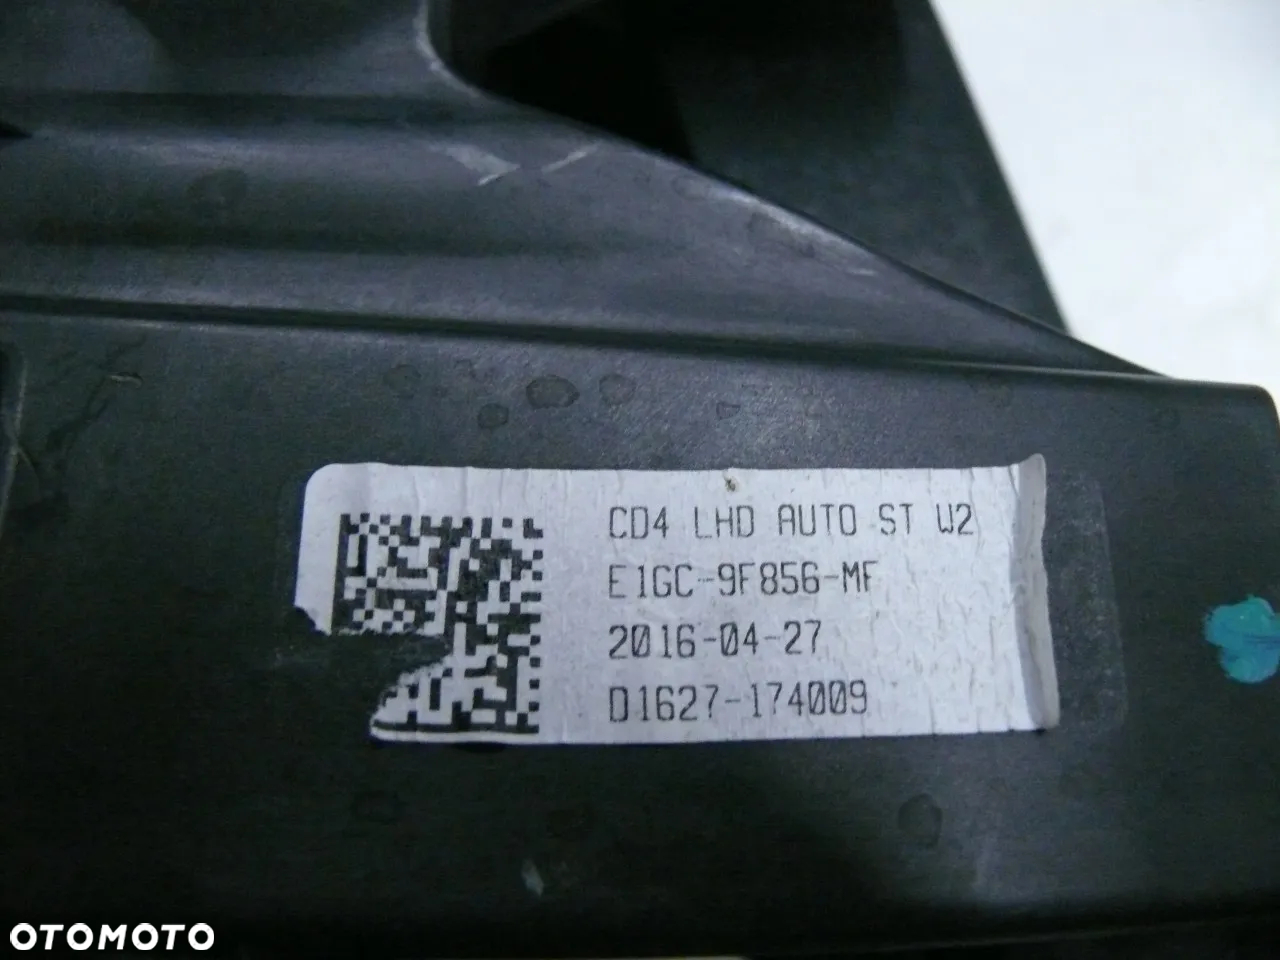 CD4 LHD AUTO ST W2
E1GC-9F856-MF
2016-04-27
D1627-174009
OTOMOTO